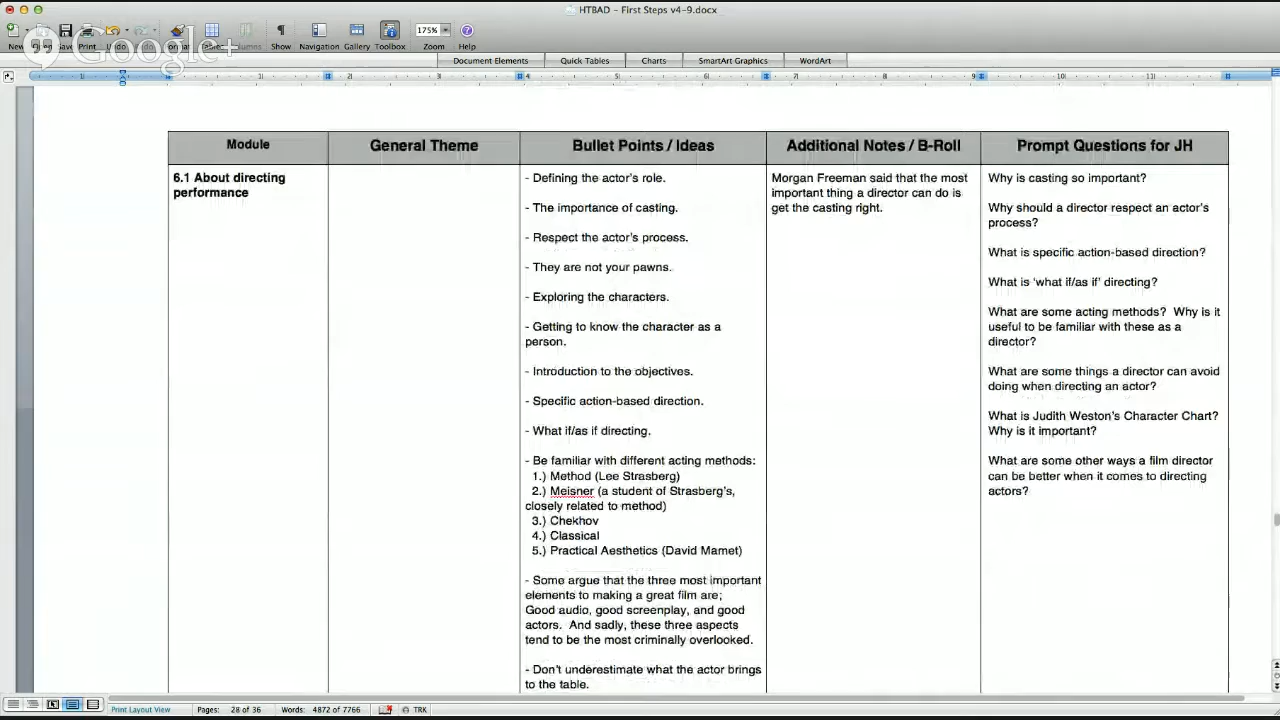 HTBAD – First Steps v4-9.docx
Google+
New
Open
Save
Print
Undo
Format
Tables
Columns
Show
Navigation
Gallery
Toolbox
175%
Zoom
Help
Document Elements
Quick Tables
Charts
SmartArt Graphics
WordArt
Module
General Theme
Bullet Points / Ideas
Additional Notes / B-Roll
Prompt Questions for JH
6.1 About directing
performance
- Defining the actor's role.
- The importance of casting.
- Respect the actor's process.
- They are not your pawns.
- Exploring the characters.
- Getting to know the character as a
person.
- Introduction to the objectives.
- Specific action-based direction.
- What if/as if directing.
- Be familiar with different acting methods:
1.) Method (Lee Strasberg)
2.) Meisner (a student of Strasberg's,
closely related to method)
3.) Chekhov
4.) Classical
5.) Practical Aesthetics (David Mamet)
- Some argue that the three most important
elements to making a great film are;
Good audio, good screenplay, and good
actors. And sadly, these three aspects
tend to be the most criminally overlooked.
- Don't underestimate what the actor brings
to the table.
Morgan Freeman said that the most
important thing a director can do is
get the casting right.
Why is casting so important?
Why should a director respect an actor's
process?
What is specific action-based direction?
What is 'what if/as if' directing?
What are some acting methods? Why is it
useful to be familiar with these as a
director?
What are some things a director can avoid
doing when directing an actor?
What is Judith Weston's Character Chart?
Why is it important?
What are some other ways a film director
can be better when it comes to directing
actors?
Print Layout View
Pages: 28 of 36
Words: 4872 of 7766
TRK